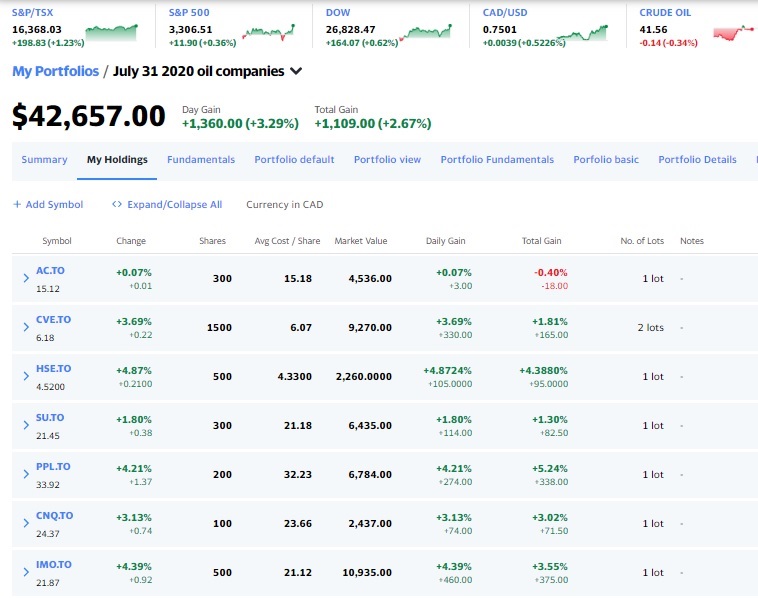 S&P/TSX S&P 500 DOW CAD/USD CRUDE OIL
16,368.03 3,306.51 26,828.47 0.7501 41.56
+198.83 (+1.23%) +11.90 (+0.36%) +164.07 (+0.62%) +0.0039 (+0.5226%) -0.14 (-0.34%)
My Portfolios / July 31 2020 oil companies
$42,657.00
Day Gain Total Gain
+1,360.00 (+3.29%) +1,109.00 (+2.67%)
Summary My Holdings Fundamentals Portfolio default Portfolio view Portfolio Fundamentals Porfolio basic Portfolio Details
+ Add Symbol <> Expand/Collapse All Currency in CAD
Symbol Change Shares Avg Cost / Share Market Value Daily Gain Total Gain No. of Lots Notes
AC.TO +0.07% 300 15.18 4,536.00 +0.07% -0.40% 1 lot -
15.12 +0.01 +3.00 -18.00
CVE.TO +3.69% 1500 6.07 9,270.00 +3.69% +1.81% 2 lots -
6.18 +0.22 +330.00 +165.00
HSE.TO +4.87% 500 4.3300 2,260.0000 +4.8724% +4.3880% 1 lot -
4.5200 +0.2100 +105.0000 +95.0000
SU.TO +1.80% 300 21.18 6,435.00 +1.80% +1.30% 1 lot -
21.45 +0.38 +114.00 +82.50
PPL.TO +4.21% 200 32.23 6,784.00 +4.21% +5.24% 1 lot -
33.92 +1.37 +274.00 +338.00
CNQ.TO +3.13% 100 23.66 2,437.00 +3.13% +3.02% 1 lot -
24.37 +0.74 +74.00 +71.50
IMO.TO +4.39% 500 21.12 10,935.00 +4.39% +3.55% 1 lot -
21.87 +0.92 +460.00 +375.00